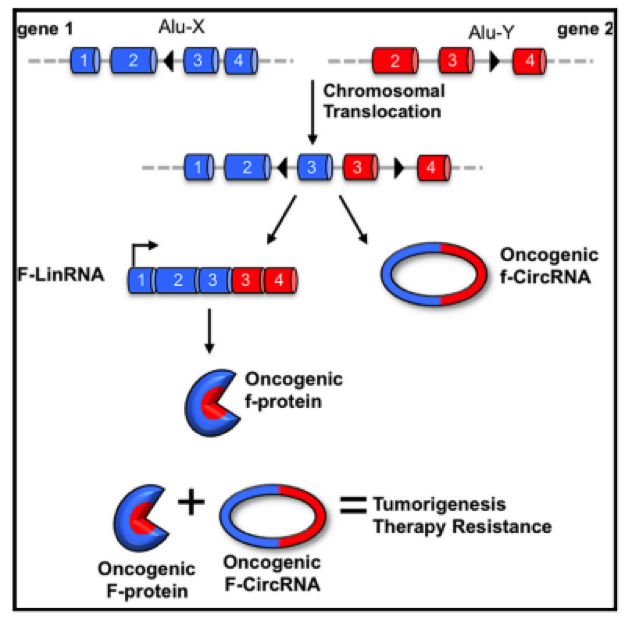 gene 1
Alu-X
Alu-Y
gene 2
1 2 3 4
2 3 4
Chromosomal
Translocation
1 2 3 3 4
F-LinRNA
1 2 3 3 4
Oncogenic
f-CircRNA
Oncogenic
f-protein
+
=
Tumorigenesis
Therapy Resistance
Oncogenic
F-protein
Oncogenic
F-CircRNA